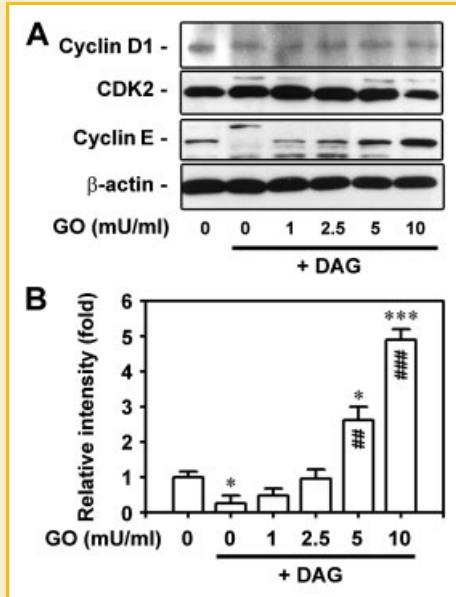 A
Cyclin D1 -
CDK2 -
Cyclin E -
β-actin -
GO (mU/ml) 0 0 1 2.5 5 10
+ DAG
B
Relative intensity (fold)
6
5
4
3
2
1
0
* * ***
## ###
GO (mU/ml) 0 0 1 2.5 5 10
+ DAG